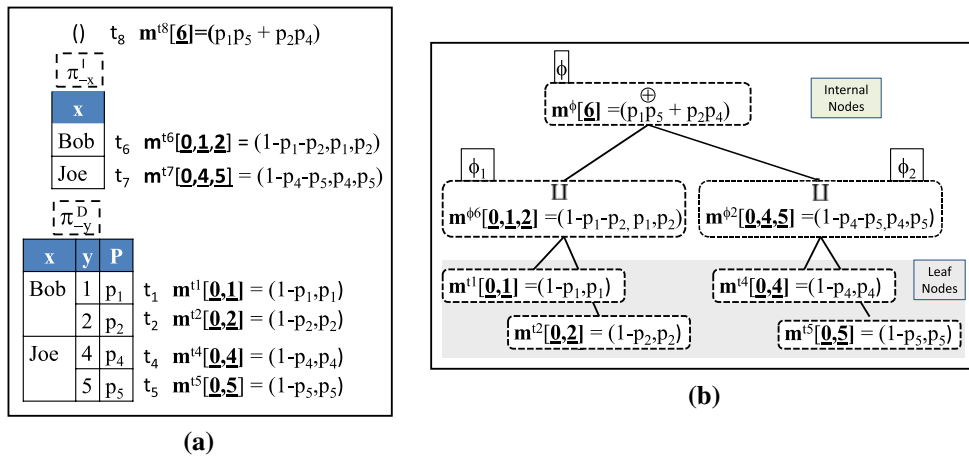 () t8 m^t8[6]=(p1p5 + p2p4)
π^I_-x
x
Bob t6 m^t6[0,1,2] = (1-p1-p2,p1,p2)
Joe t7 m^t7[0,4,5] = (1-p4-p5,p4,p5)
π^D_-y
x y P
Bob 1 p1 t1 m^t1[0,1] = (1-p1,p1)
2 p2 t2 m^t2[0,2] = (1-p2,p2)
Joe 4 p4 t4 m^t4[0,4] = (1-p4,p4)
5 p5 t5 m^t5[0,5] = (1-p5,p5)
(a)
ϕ
⊕
m^ϕ[6] =(p1p5 + p2p4)
Internal
Nodes
ϕ1
∐
m^ϕ6[0,1,2] =(1-p1-p2, p1,p2)
ϕ2
∐
m^ϕ2[0,4,5] =(1-p4-p5,p4,p5)
Leaf
Nodes
m^t1[0,1] =(1-p1,p1)
m^t4[0,4] =(1-p4,p4)
m^t2[0,2] = (1-p2,p2)
m^t5[0,5] = (1-p5,p5)
(b)